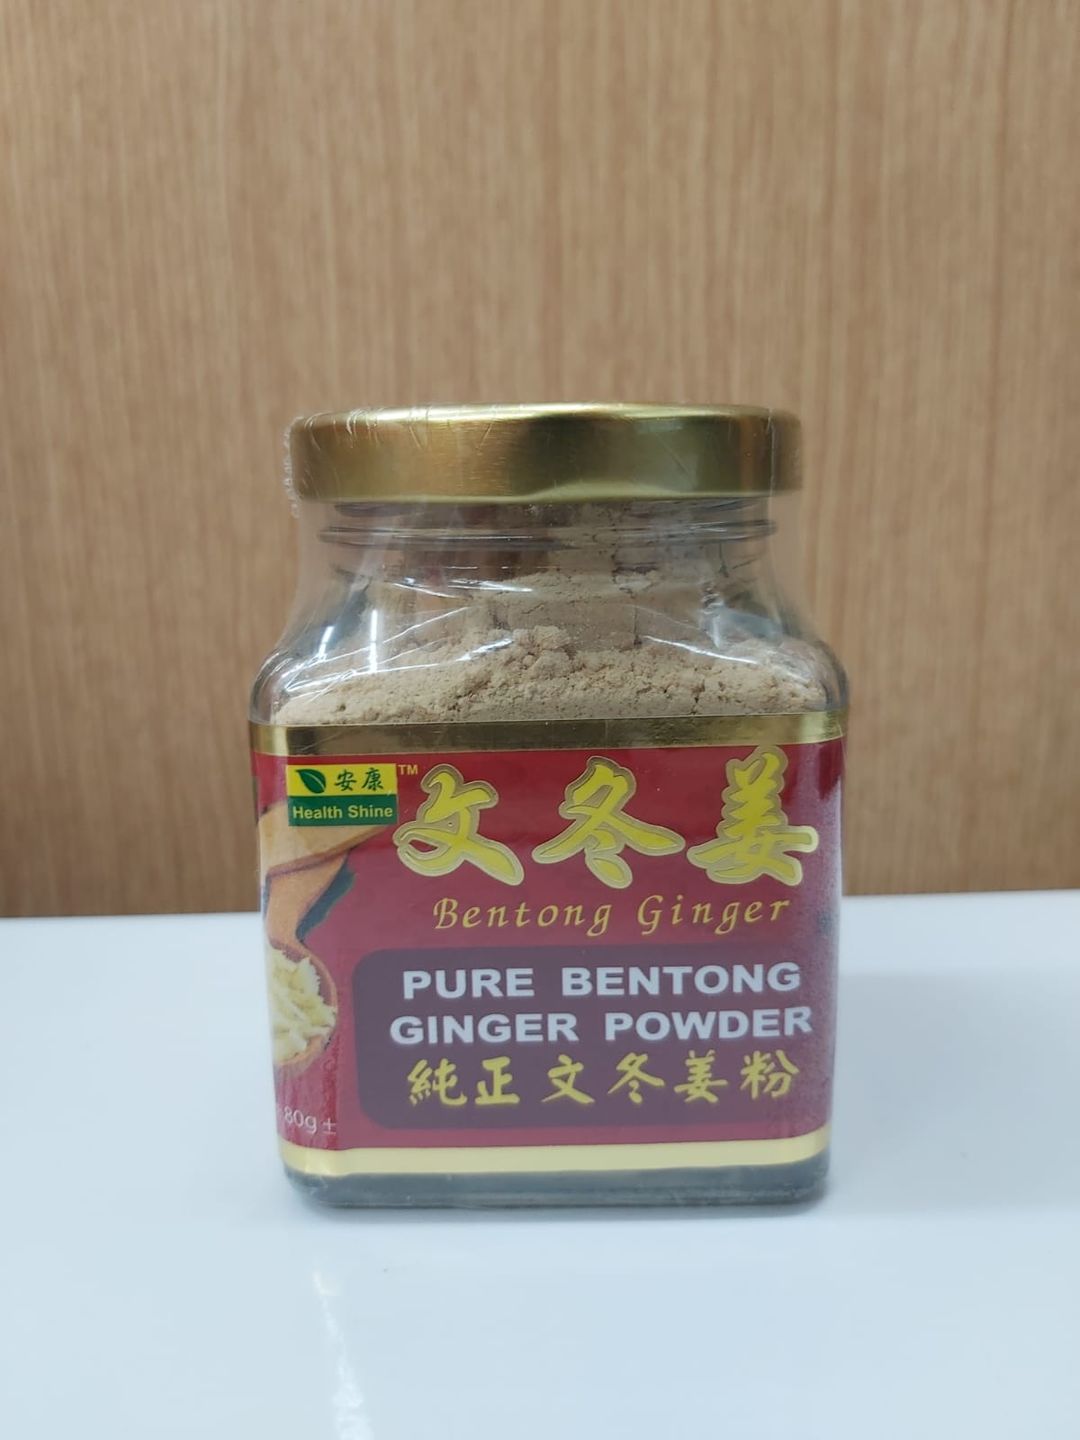 安康 TM
Health Shine
文冬姜
Bentong Ginger
PURE BENTONG
GINGER POWDER
純正文冬姜粉
80g ±